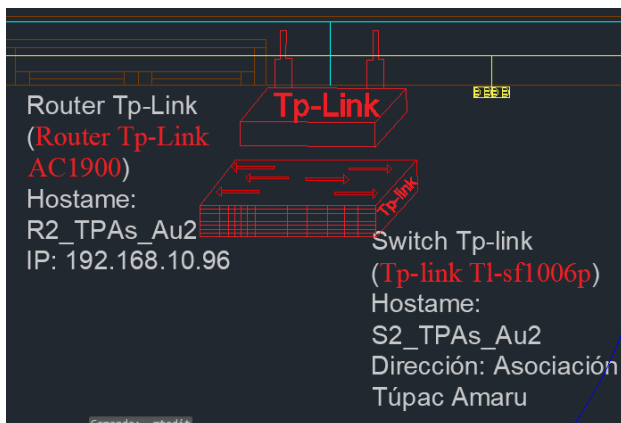 Tp-Link
Router Tp-Link
(Router Tp-Link
AC1900)
Hostame:
R2_TPAs_Au2
IP: 192.168.10.96
Tp-link
Switch Tp-link
(Tp-link Tl-sf1006p)
Hostame:
S2_TPAs_Au2
Dirección: Asociación
Túpac Amaru